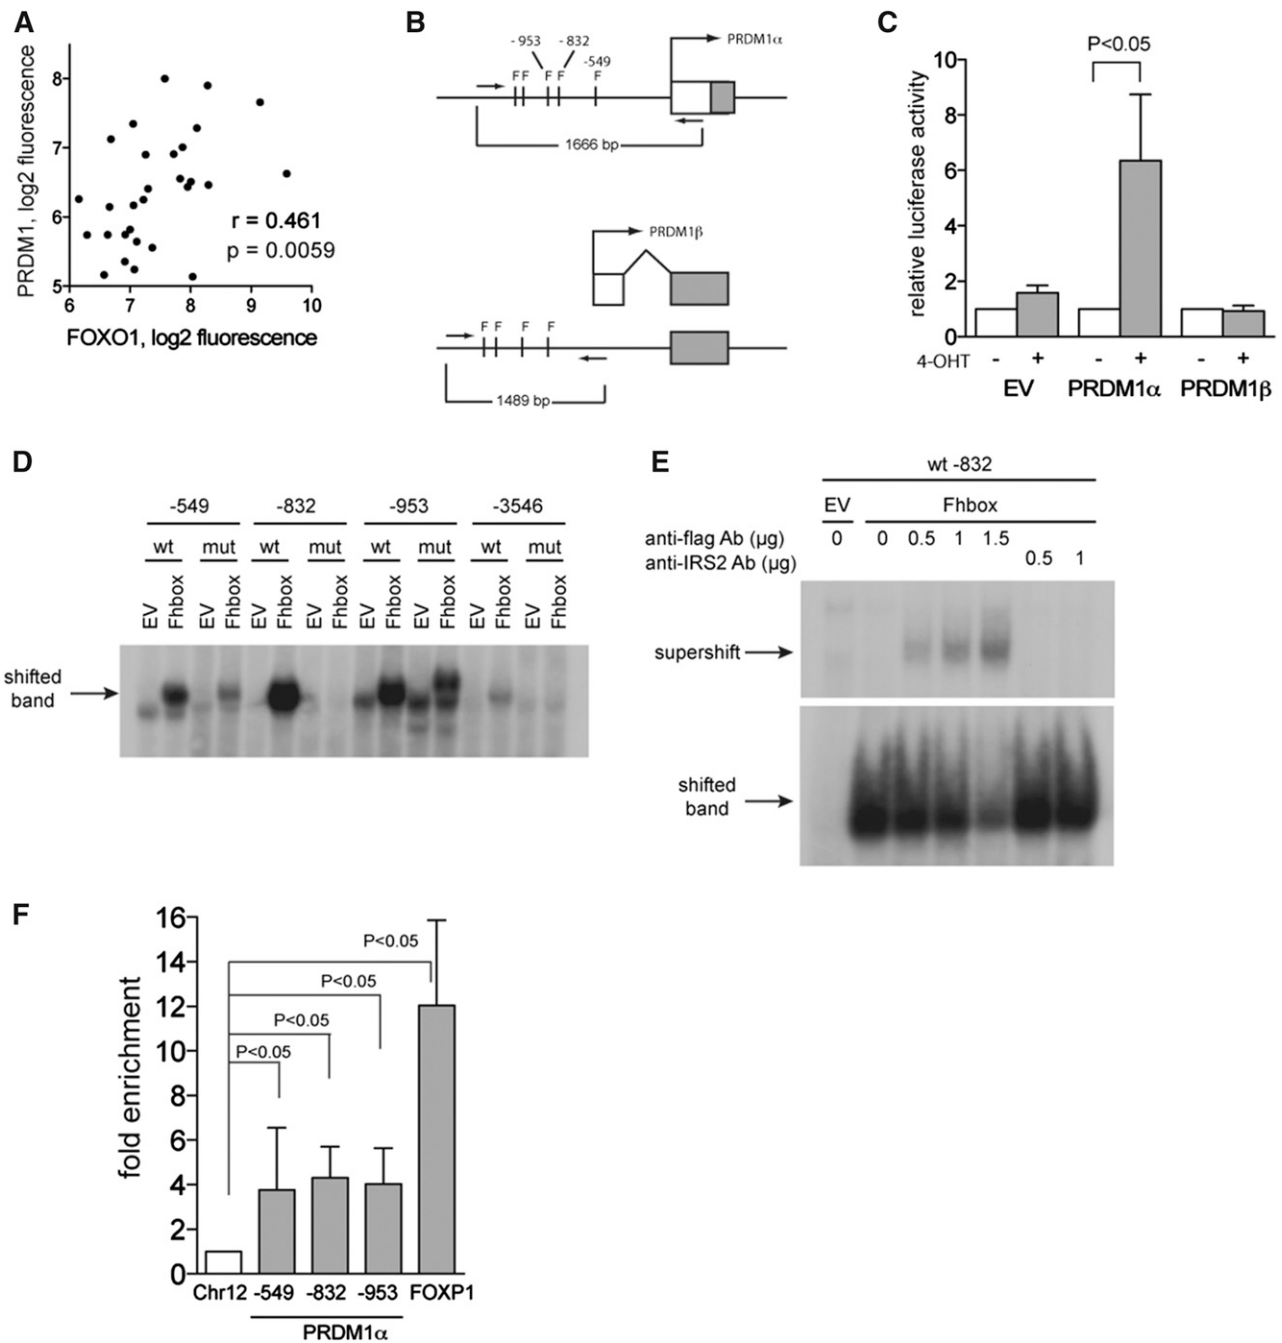 A
PRDM1, log2 fluorescence
8
7
6
5
r = 0.461
p = 0.0059
6 7 8 9 10
FOXO1, log2 fluorescence
B
PRDM1α
- 953 - 832
-549
F F F F F
1666 bp
PRDM1β
F F F F
1489 bp
C
relative luciferase activity
P<0.05
10
8
6
4
2
0
4-OHT - + - + - +
EV PRDM1α PRDM1β
D
-549 -832 -953 -3546
wt mut wt mut wt mut wt mut
EV Fhbox EV Fhbox EV Fhbox EV Fhbox EV Fhbox EV Fhbox EV Fhbox EV Fhbox
shifted
band
E
wt -832
EV Fhbox
anti-flag Ab (µg) 0 0 0.5 1 1.5
anti-IRS2 Ab (µg) 0.5 1
supershift
shifted
band
F
fold enrichment
16
14
12
10
8
6
4
2
0
P<0.05
P<0.05
P<0.05
P<0.05
Chr12 -549 -832 -953 FOXP1
PRDM1α